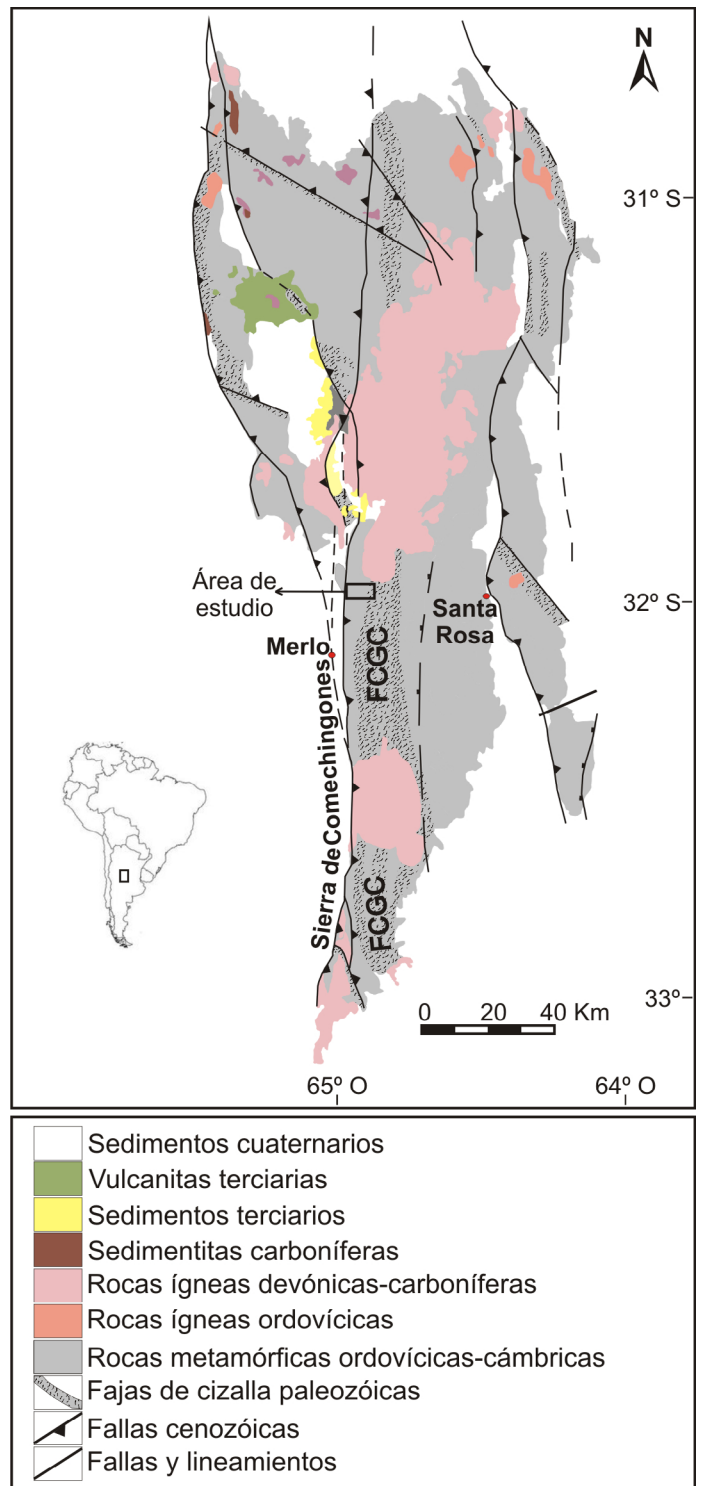 N
31º S
Área de
estudio
32º S
Santa
Rosa
Merlo
FCGC
Sierra de Comechingones
FCGC
33º
0 20 40 Km
65º O
64º O
Sedimentos cuaternarios
Vulcanitas terciarias
Sedimentos terciarios
Sedimentitas carboníferas
Rocas ígneas devónicas-carboníferas
Rocas ígneas ordovícicas
Rocas metamórficas ordovícicas-cámbricas
Fajas de cizalla paleozóicas
Fallas cenozóicas
Fallas y lineamientos